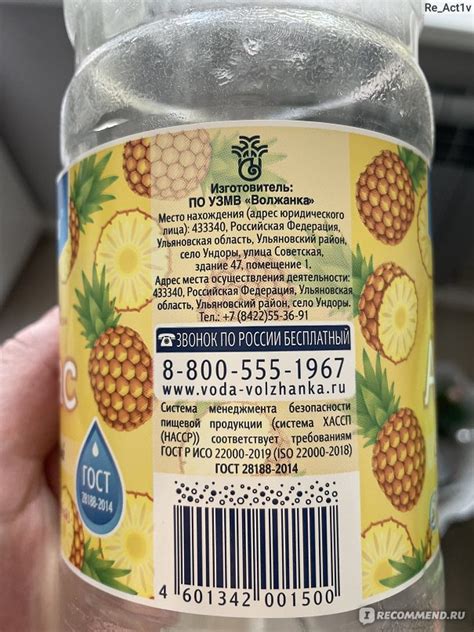 Re_Act1v
Изготовитель:
ПО УЗМВ «Волжанка»
Место нахождения (адрес юридического
лица): 433340, Российская Федерация,
Ульяновская область, Ульяновский район,
село Ундоры, улица Советская,
здание 47, помещение 1.
Адрес места осуществления деятельности:
433340, Российская Федерация, Ульяновская
область, Ульяновский район, село Ундоры.
Тел.: +7 (8422)55-36-91
ЗВОНОК ПО РОССИИ БЕСПЛАТНЫЙ
8-800-555-1967
www.voda-volzhanka.ru
Система менеджмента безопасности
пищевой продукции (система ХАССП
(НАССР)) соответствует требованиям
ГОСТ Р ИСО 22000-2019 (ISO 22000-2018)
ГОСТ 28188-2014
ГОСТ
28188-2014
4 601342 001500
IRECOMMEND.RU